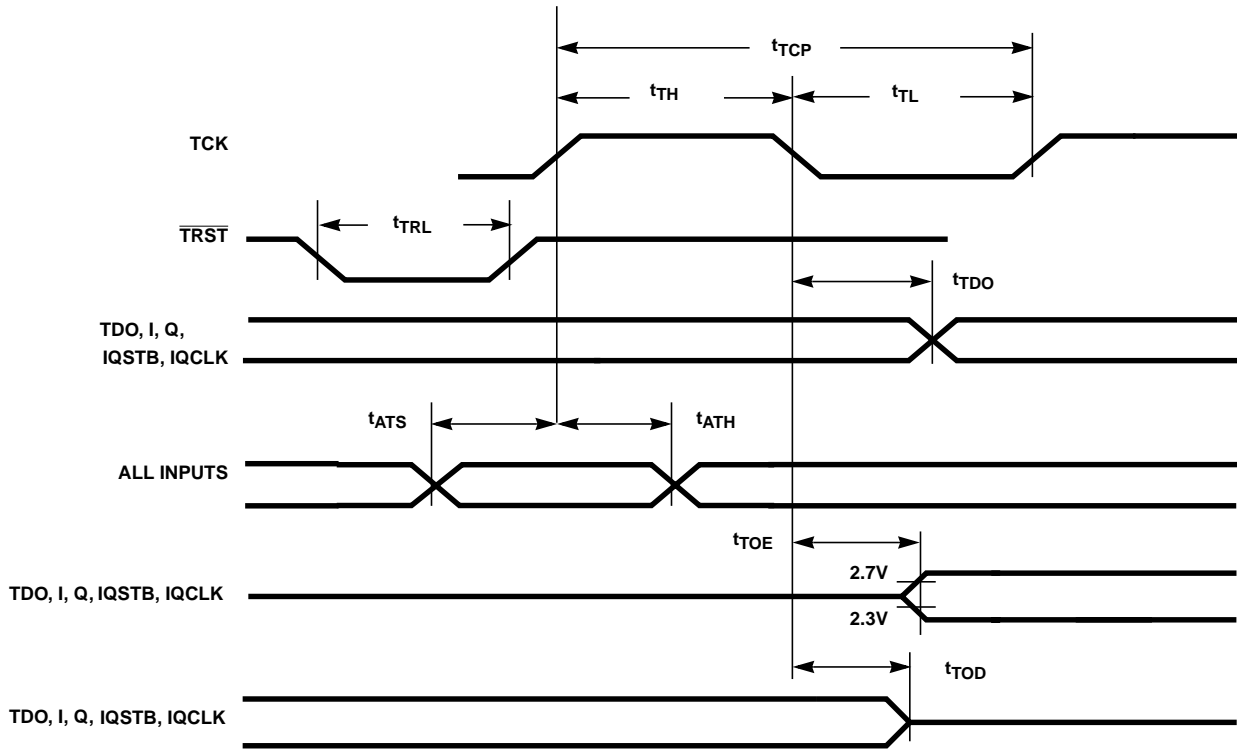 tTCP
tTH
tTL
TCK
tTRL
TRST
tTDO
TDO, I, Q,
IQSTB, IQCLK
tATS
tATH
ALL INPUTS
tTOE
2.7V
TDO, I, Q, IQSTB, IQCLK
2.3V
tTOD
TDO, I, Q, IQSTB, IQCLK